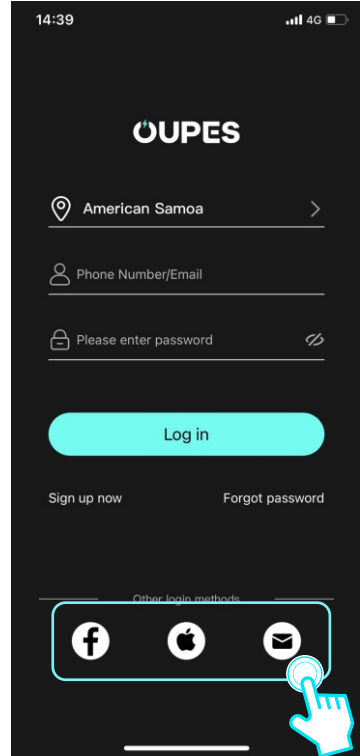 14:39 4G
OUPES
American Samoa
Phone Number/Email
Please enter password
Log in
Sign up now Forgot password
Other login methods